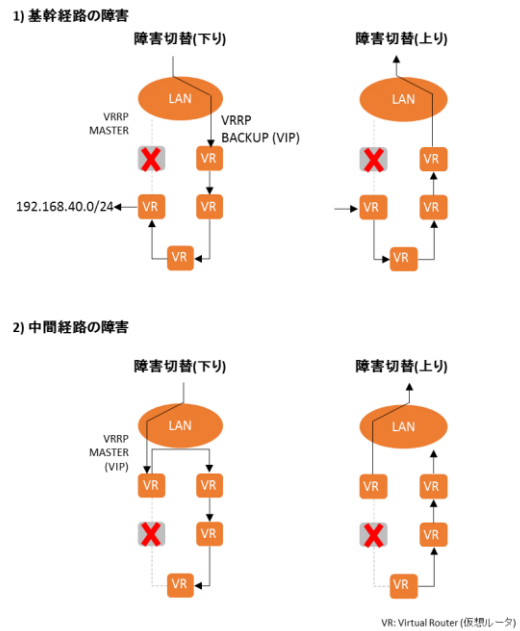 1) 基幹経路の障害
障害切替(下り)
障害切替(上り)
LAN
LAN
VRRP
MASTER
VRRP
BACKUP (VIP)
VR
VR
192.168.40.0/24
VR
VR
VR
VR
VR
VR
2) 中間経路の障害
障害切替(下り)
障害切替(上り)
LAN
LAN
VRRP
MASTER
(VIP)
VR
VR
VR
VR
VR
VR
VR
VR
VR: Virtual Router (仮想ルータ)